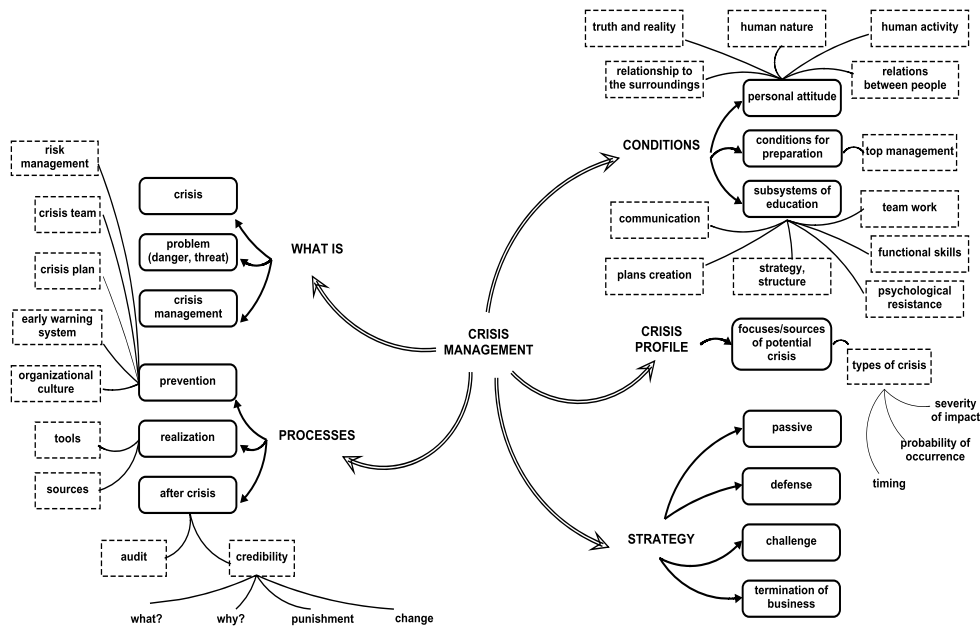 truth and reality
human nature
human activity
relationship to
the surroundings
relations
between people
personal attitude
CONDITIONS
conditions for
preparation
top management
subsystems of
education
communication
team work
functional skills
plans creation
strategy,
structure
psychological
resistance
risk
management
crisis team
crisis plan
early warning
system
organizational
culture
crisis
problem
(danger, threat)
crisis
management
WHAT IS
CRISIS
MANAGEMENT
CRISIS
PROFILE
focuses/sources
of potential
crisis
types of crisis
severity
of impact
probability of
occurrence
timing
prevention
realization
after crisis
PROCESSES
tools
sources
audit
credibility
what?
why?
punishment
change
STRATEGY
passive
defense
challenge
termination of
business